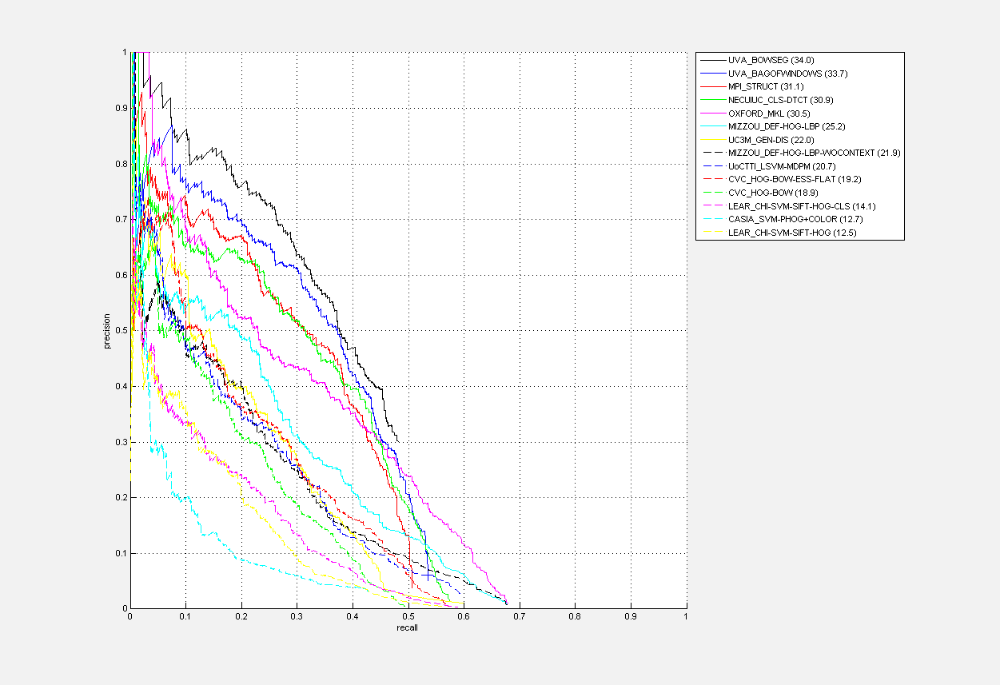 1
0.9
0.8
0.7
0.6
0.5
0.4
0.3
0.2
0.1
0
precision
0 0.1 0.2 0.3 0.4 0.5 0.6 0.7 0.8 0.9 1
recall
UVA_BOWSEG (34.0)
UVA_BAGOFWINDOWS (33.7)
MPI_STRUCT (31.1)
NECUIUC_CLS-DTCT (30.9)
OXFORD_MKL (30.5)
MIZZOU_DEF-HOG-LBP (25.2)
UC3M_GEN-DIS (22.0)
MIZZOU_DEF-HOG-LBP-WOCONTEXT (21.9)
UoCTTI_LSVM-MDPM (20.7)
CVC_HOG-BOW-ESS-FLAT (19.2)
CVC_HOG-BOW (18.9)
LEAR_CHI-SVM-SIFT-HOG-CLS (14.1)
CASIA_SVM-PHOG+COLOR (12.7)
LEAR_CHI-SVM-SIFT-HOG (12.5)